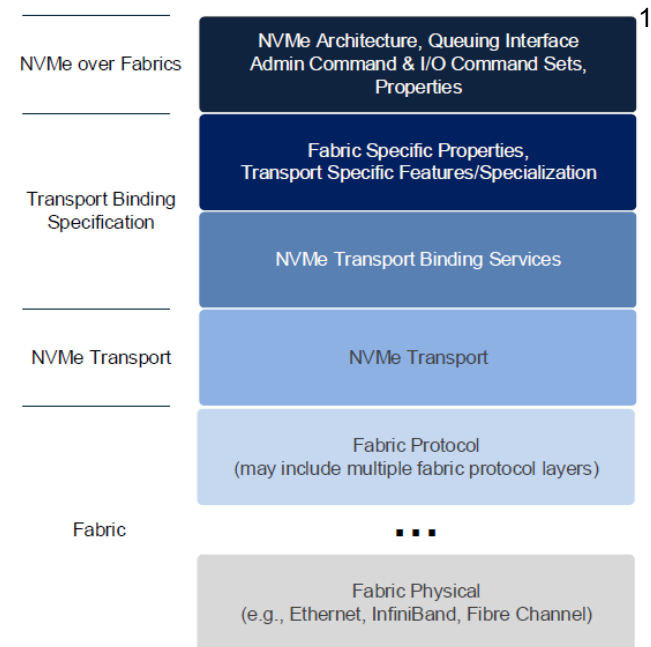 1
NVMe over Fabrics
NVMe Architecture, Queuing Interface
Admin Command & I/O Command Sets,
Properties
Transport Binding
Specification
Fabric Specific Properties,
Transport Specific Features/Specialization
NVMe Transport Binding Services
NVMe Transport
NVMe Transport
Fabric
Fabric Protocol
(may include multiple fabric protocol layers)
...
Fabric Physical
(e.g., Ethernet, InfiniBand, Fibre Channel)